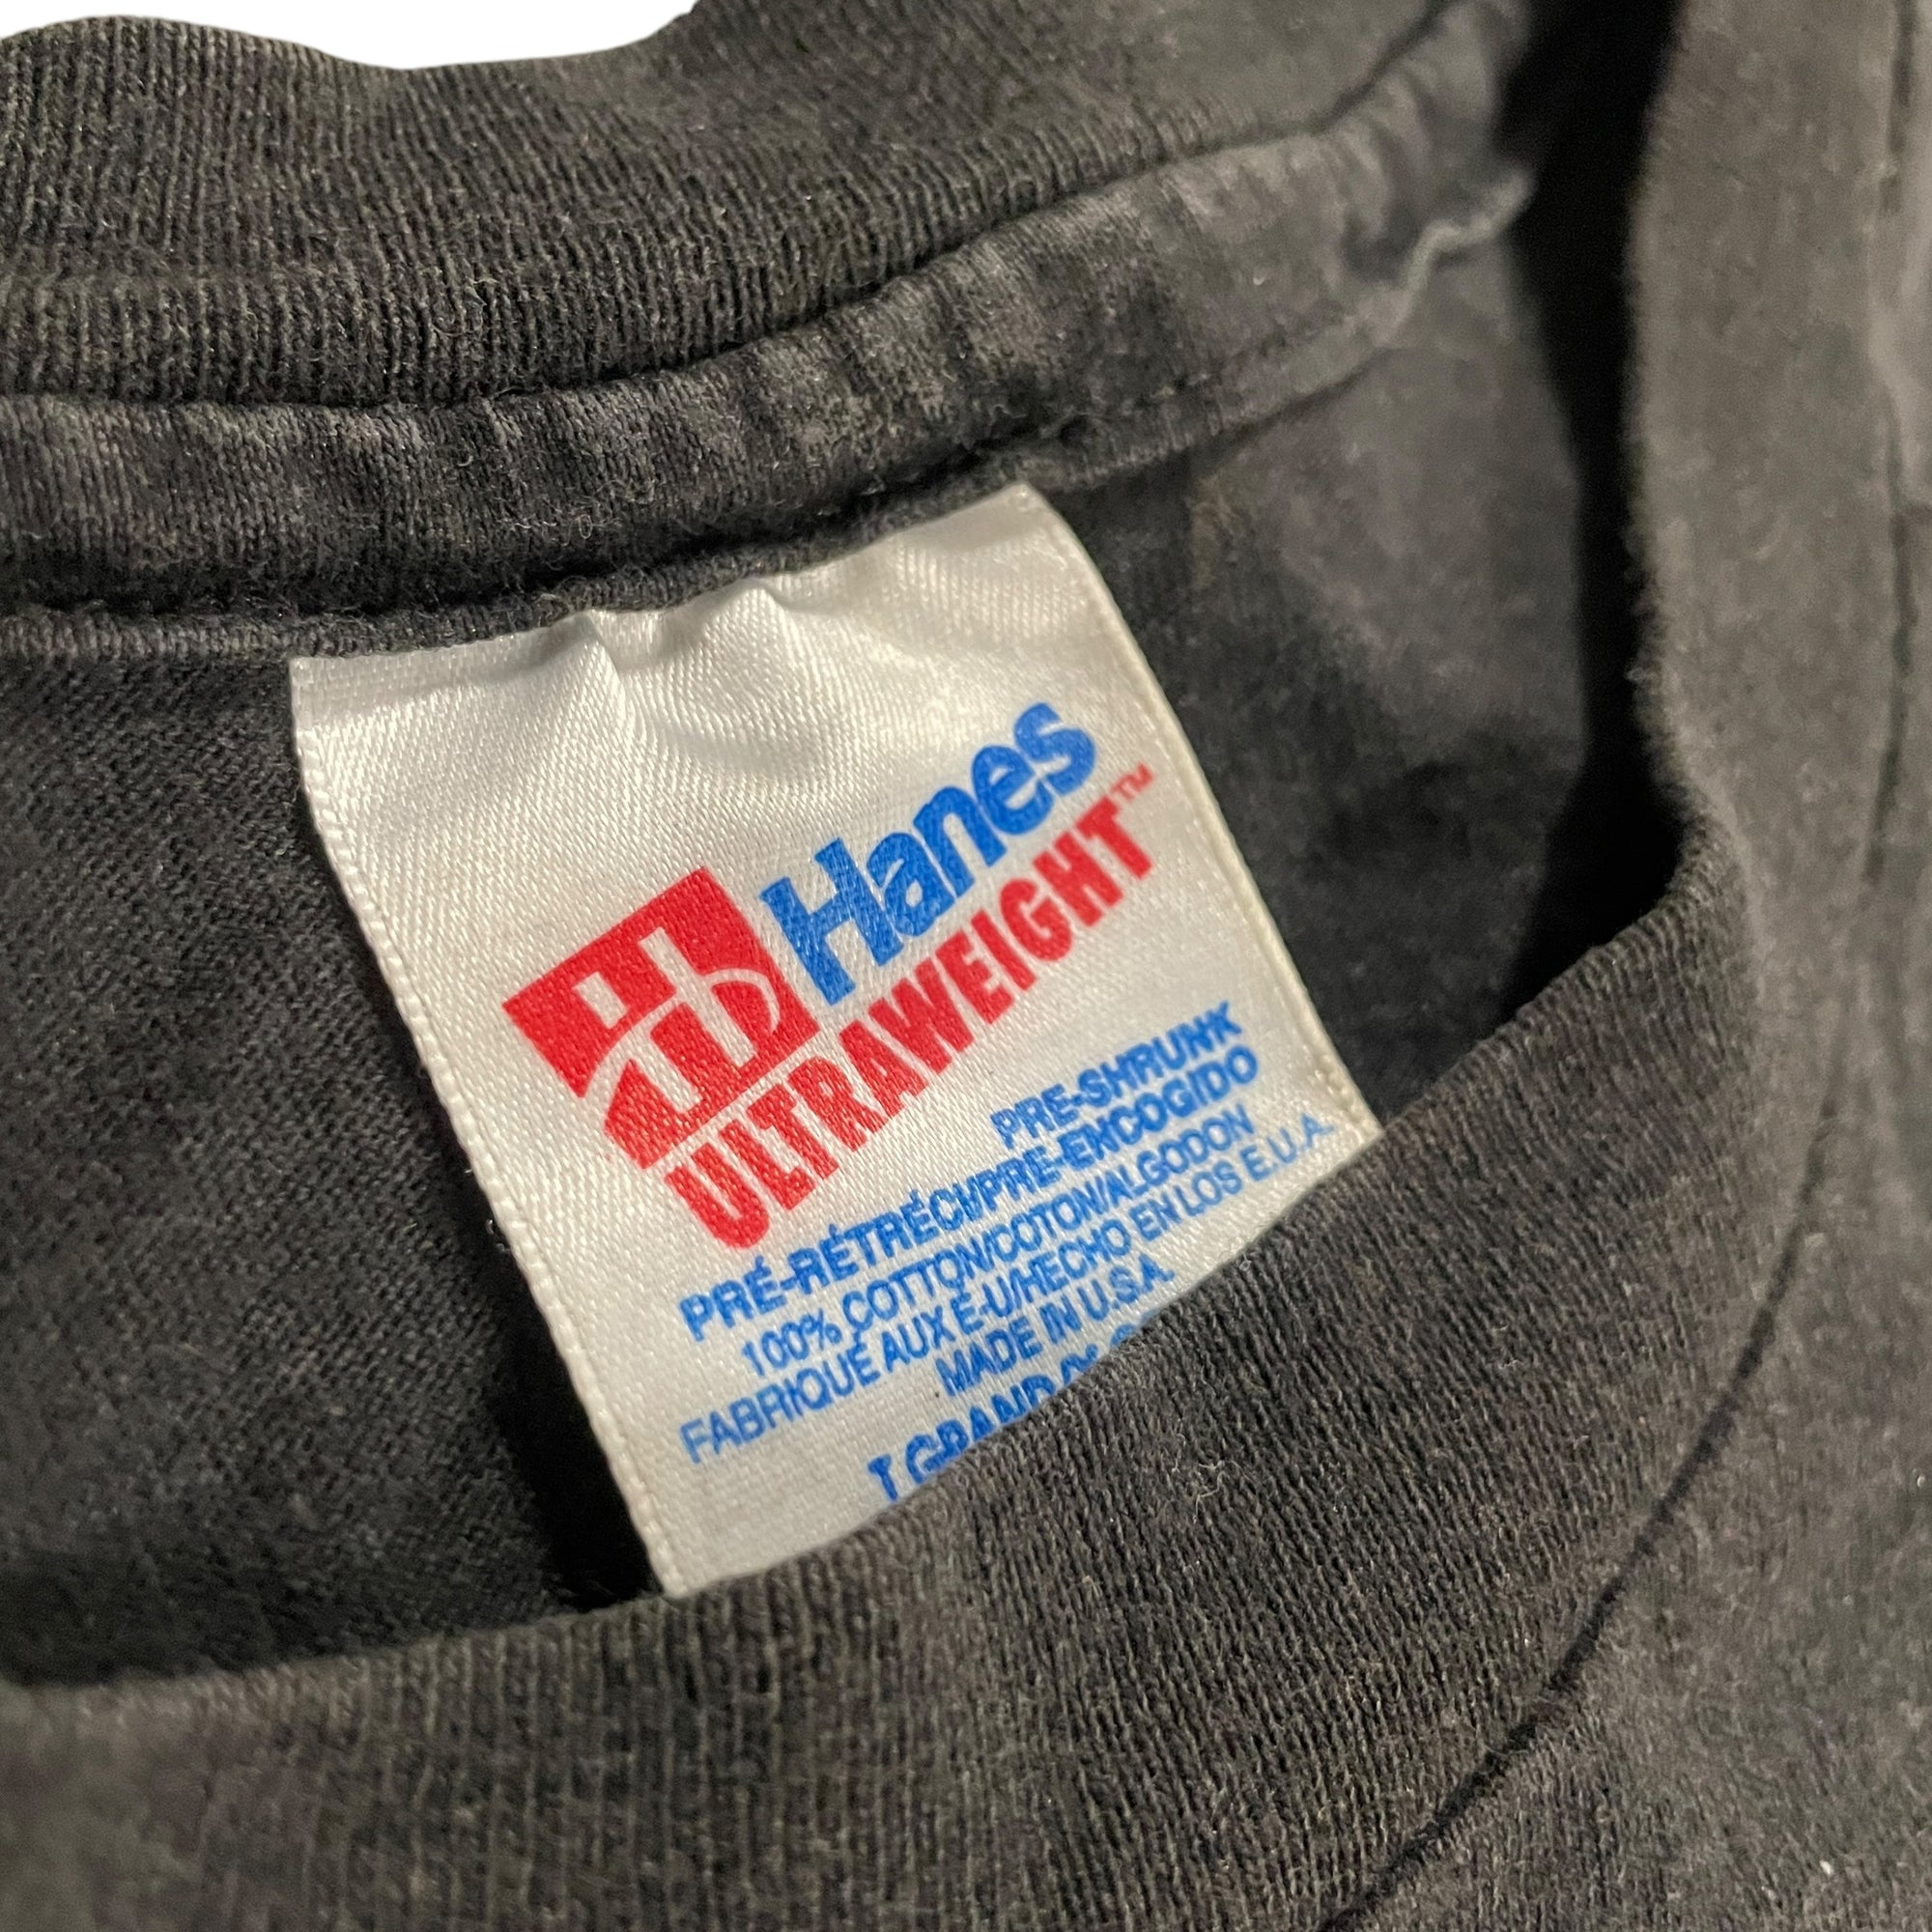 Hanes
ULTRAWEIGHT™
PRE-SHRUNK
PRÉ-RÉTRÉCI/PRE-ENCOGIDO
100% COTTON/COTON/ALGODON
FABRIQUÉ AUX É-U/HECHO EN LOS E.U.A.
MADE IN U.S.A.